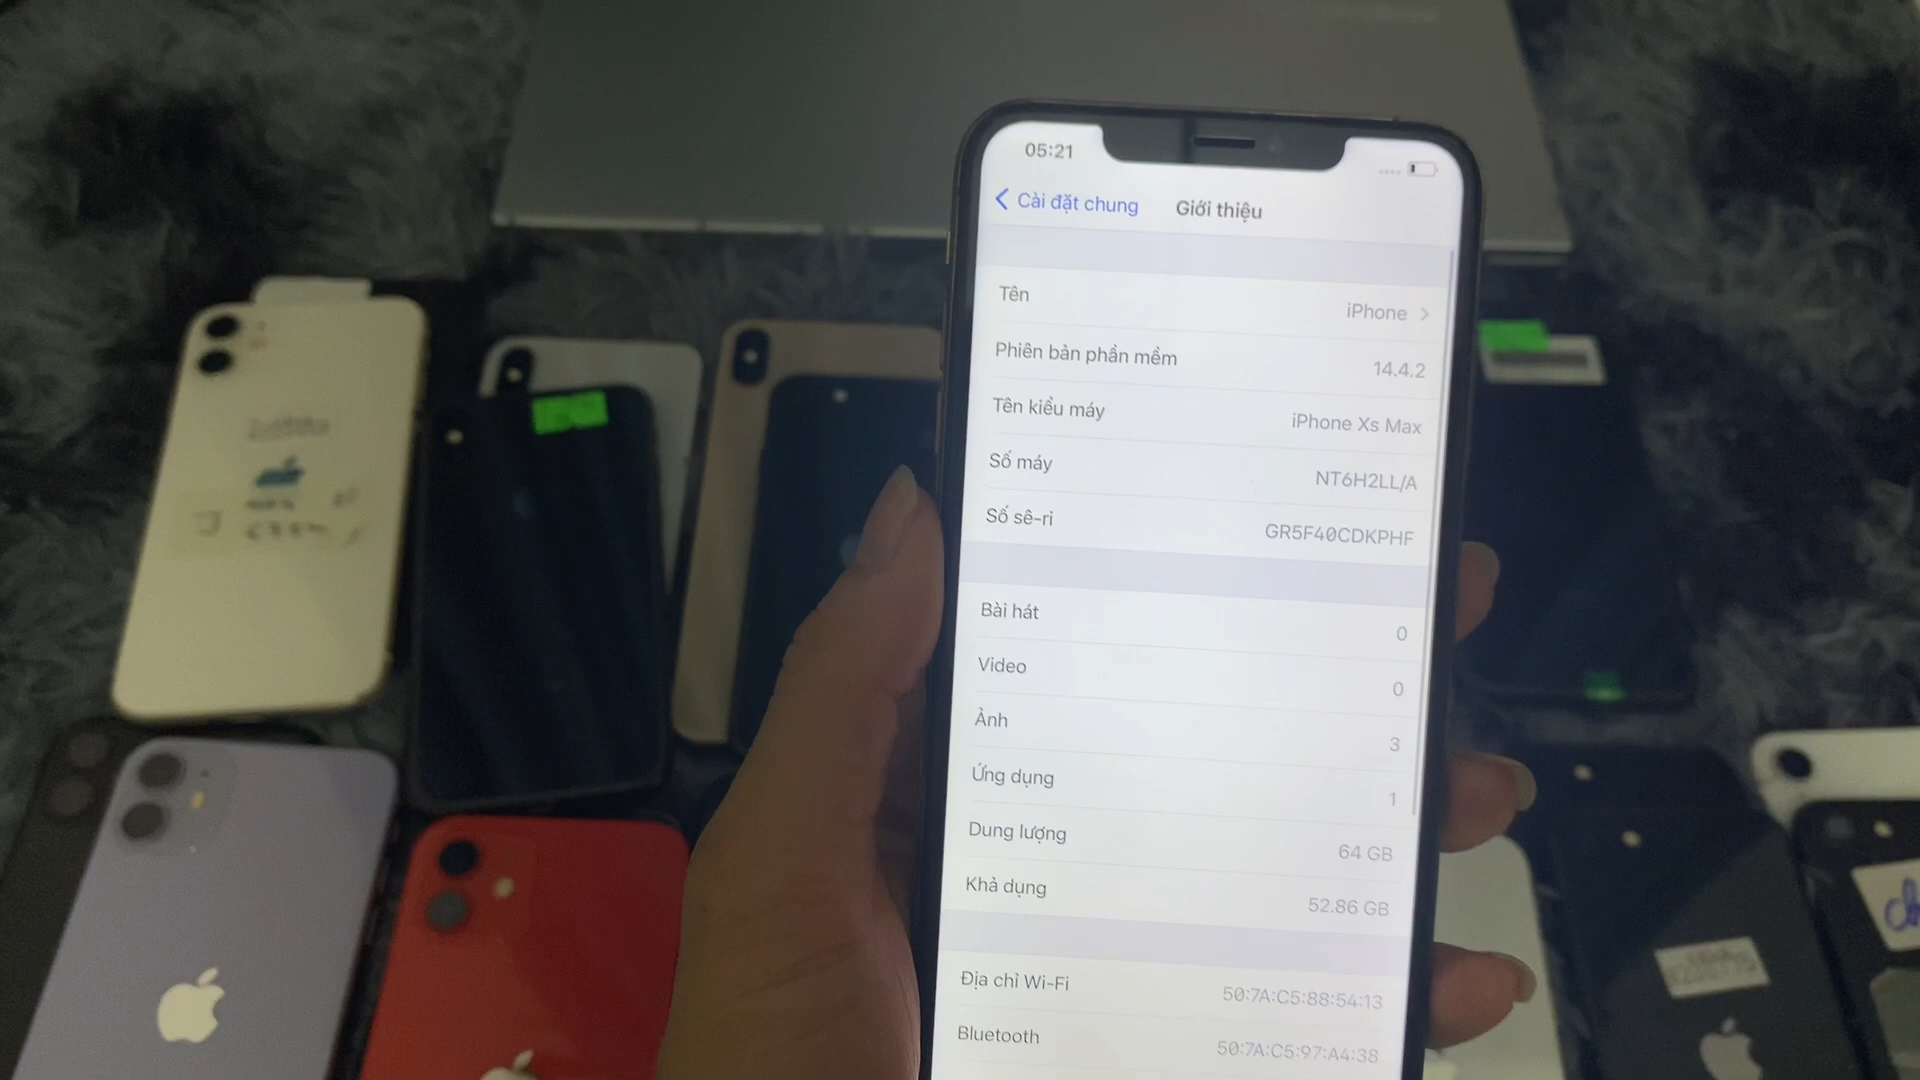 05:21
Cài đặt chung
Giới thiệu
Tên
iPhone
Phiên bản phần mềm
14.4.2
Tên kiểu máy
iPhone Xs Max
Số máy
NT6H2LL/A
Số sê-ri
GR5F40CDKPHF
Bài hát
0
Video
0
Ảnh
3
Ứng dụng
1
Dung lượng
64 GB
Khả dụng
52.86 GB
Địa chỉ Wi-Fi
50:7A:C5:88:54:13
Bluetooth
50:7A:C5:97:A4:38